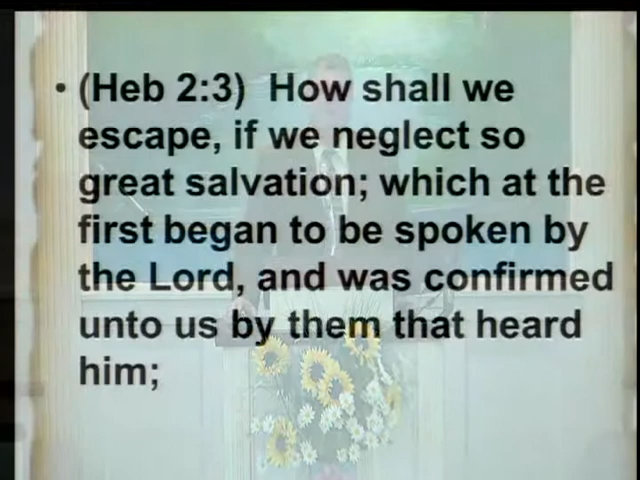 • (Heb 2:3)  How shall we
escape, if we neglect so
great salvation; which at the
first began to be spoken by
the Lord, and was confirmed
unto us by them that heard
him;